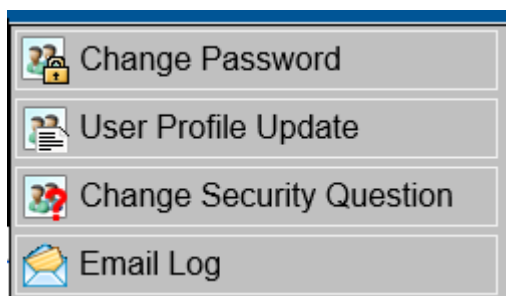 Change Password
User Profile Update
Change Security Question
Email Log